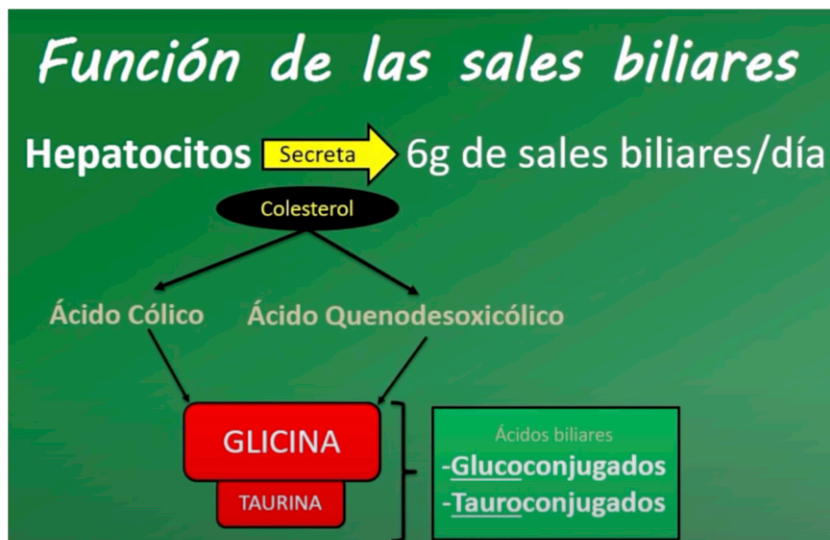 Función de las sales biliares
Hepatocitos Secreta 6g de sales biliares/día
Colesterol
Ácido Cólico Ácido Quenodesoxicólico
GLICINA
TAURINA
Ácidos biliares
-Glucoconjugados
-Tauroconjugados